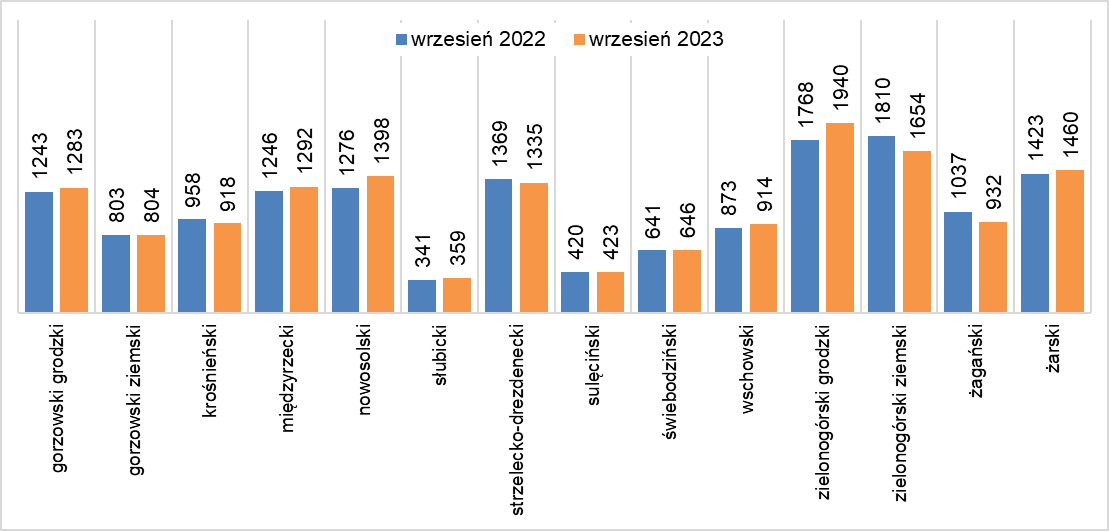 wrzesień 2022
wrzesień 2023
1243
1283
803
804
958
918
1246
1292
1276
1398
341
359
1369
1335
420
423
641
646
873
914
1768
1940
1810
1654
1037
932
1423
1460
gorzowski grodzki
gorzowski ziemski
krośnieński
międzyrzecki
nowosolski
słubicki
strzelecko-drezdenecki
sulęciński
świebodziński
wschowski
zielonogórski grodzki
zielonogórski ziemski
żagański
żarski